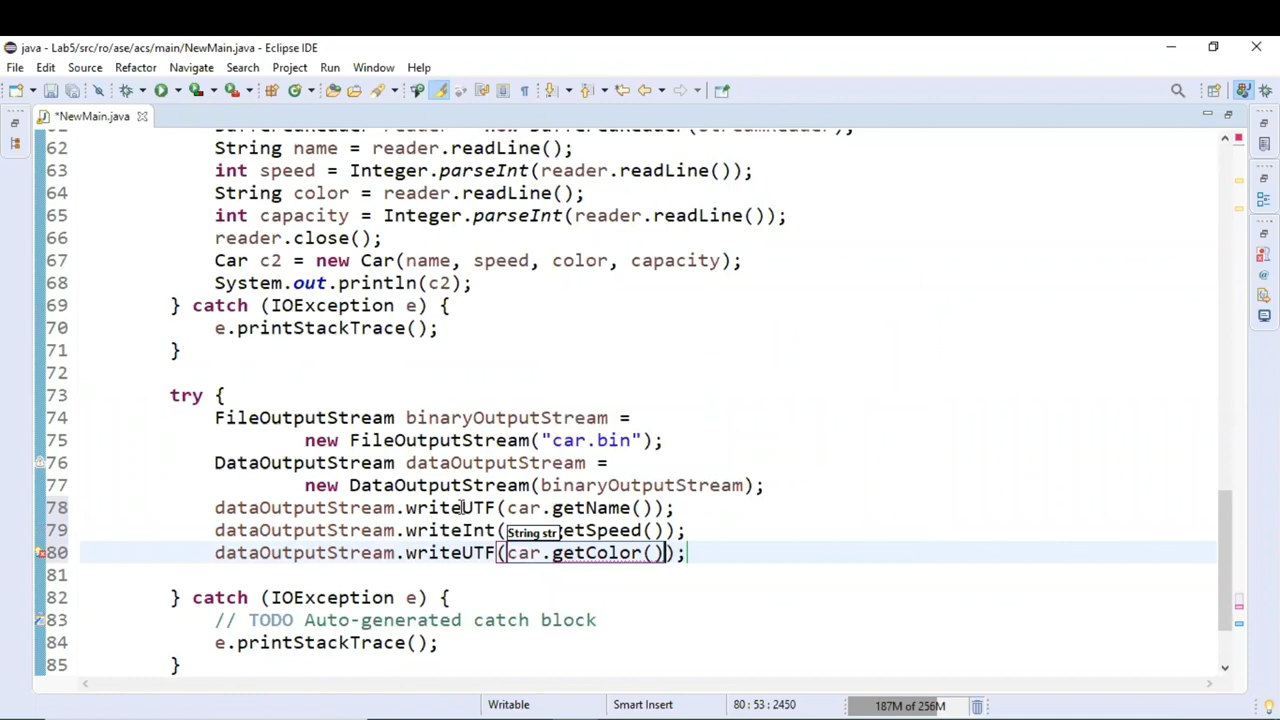 java - Lab5/src/ro/ase/acs/main/NewMain.java - Eclipse IDE
File Edit Source Refactor Navigate Search Project Run Window Help
*NewMain.java
61 BufferedReader reader = new BufferedReader(streamReader);
62 String name = reader.readLine();
63 int speed = Integer.parseInt(reader.readLine());
64 String color = reader.readLine();
65 int capacity = Integer.parseInt(reader.readLine());
66 reader.close();
67 Car c2 = new Car(name, speed, color, capacity);
68 System.out.println(c2);
69 } catch (IOException e) {
70 e.printStackTrace();
71 }
72
73 try {
74 FileOutputStream binaryOutputStream =
75 new FileOutputStream("car.bin");
76 DataOutputStream dataOutputStream =
77 new DataOutputStream(binaryOutputStream);
78 dataOutputStream.writeUTF(car.getName());
79 dataOutputStream.writeInt( String str etSpeed());
80 dataOutputStream.writeUTF(car.getColor());
81
82 } catch (IOException e) {
83 // TODO Auto-generated catch block
84 e.printStackTrace();
85 }
Writable Smart Insert 80 : 53 : 2450 187M of 256M